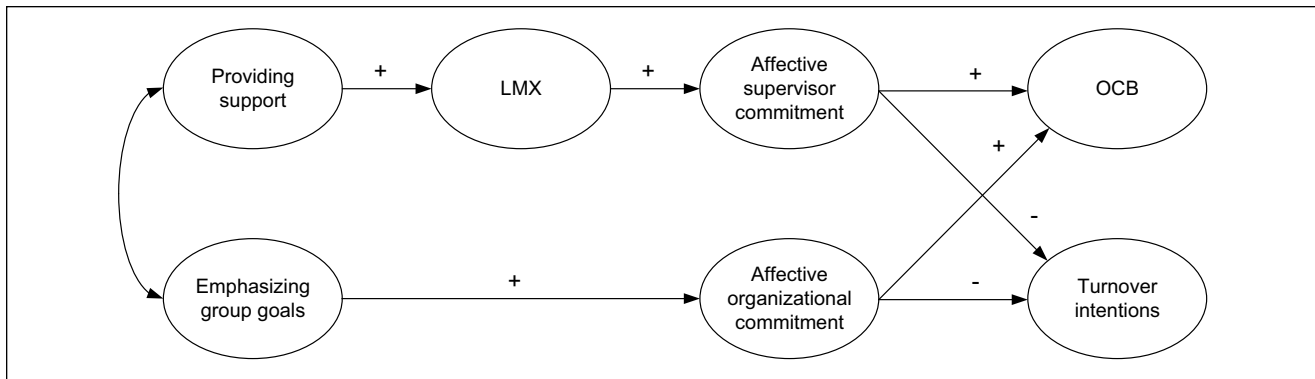 Providing
support
+
LMX
+
Affective
supervisor
commitment
+
OCB
+
-
Emphasizing
group goals
+
Affective
organizational
commitment
-
Turnover
intentions